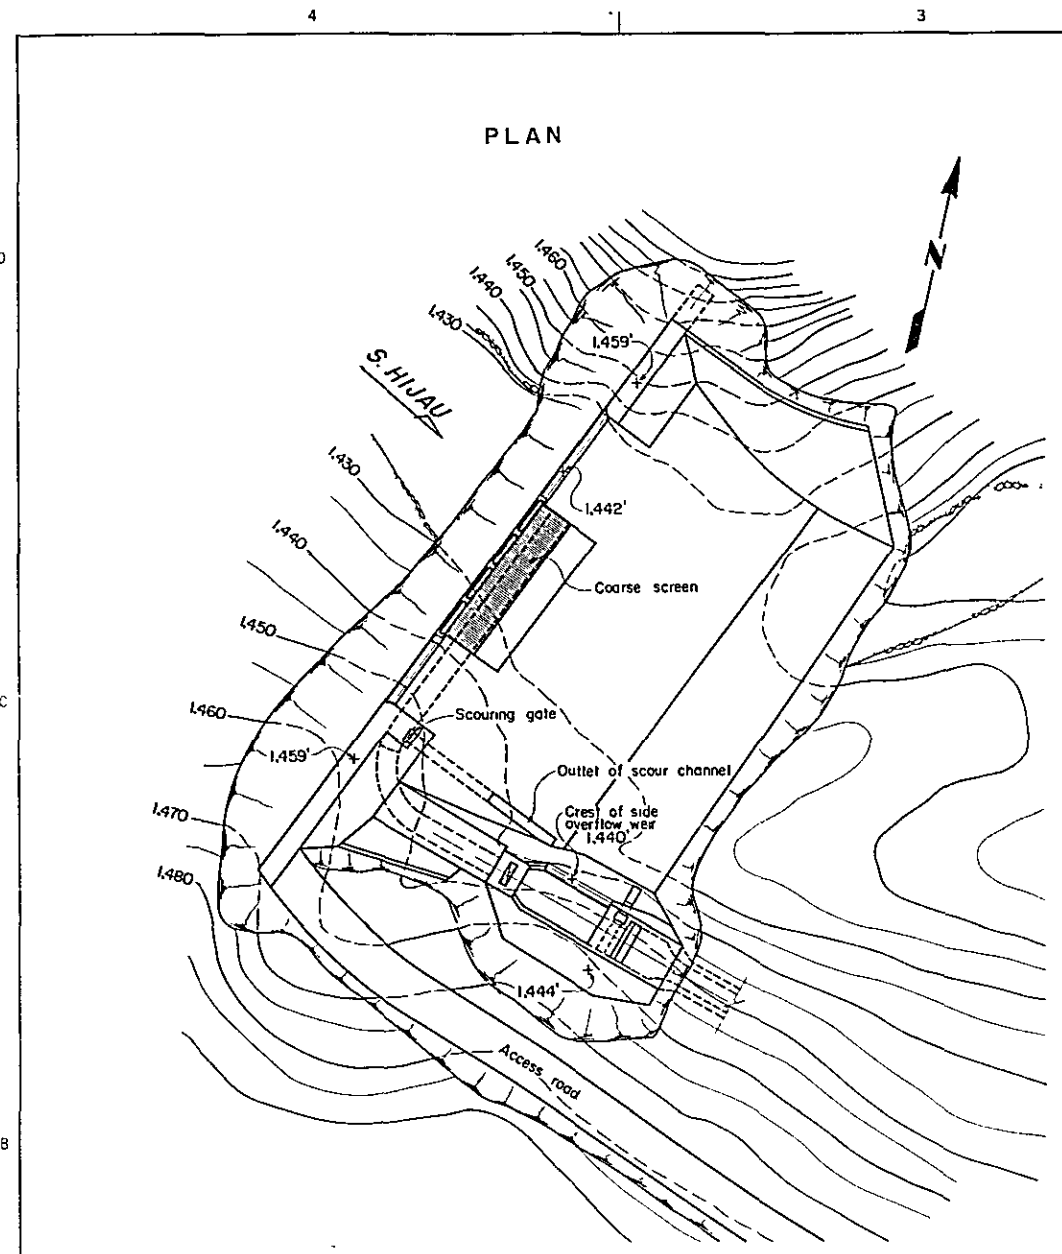 4
3
PLAN
D
N
1.460
1.450
1.440
1.430
1.459'
S. HIJAU
1.430
1.442'
1.440
Coarse screen
1.450
C
1.460
Scouring gate
1.459'
Outlet of scour channel
1.470
Crest of side
overflow weir
1.440'
1.480
1.444'
Access road
B